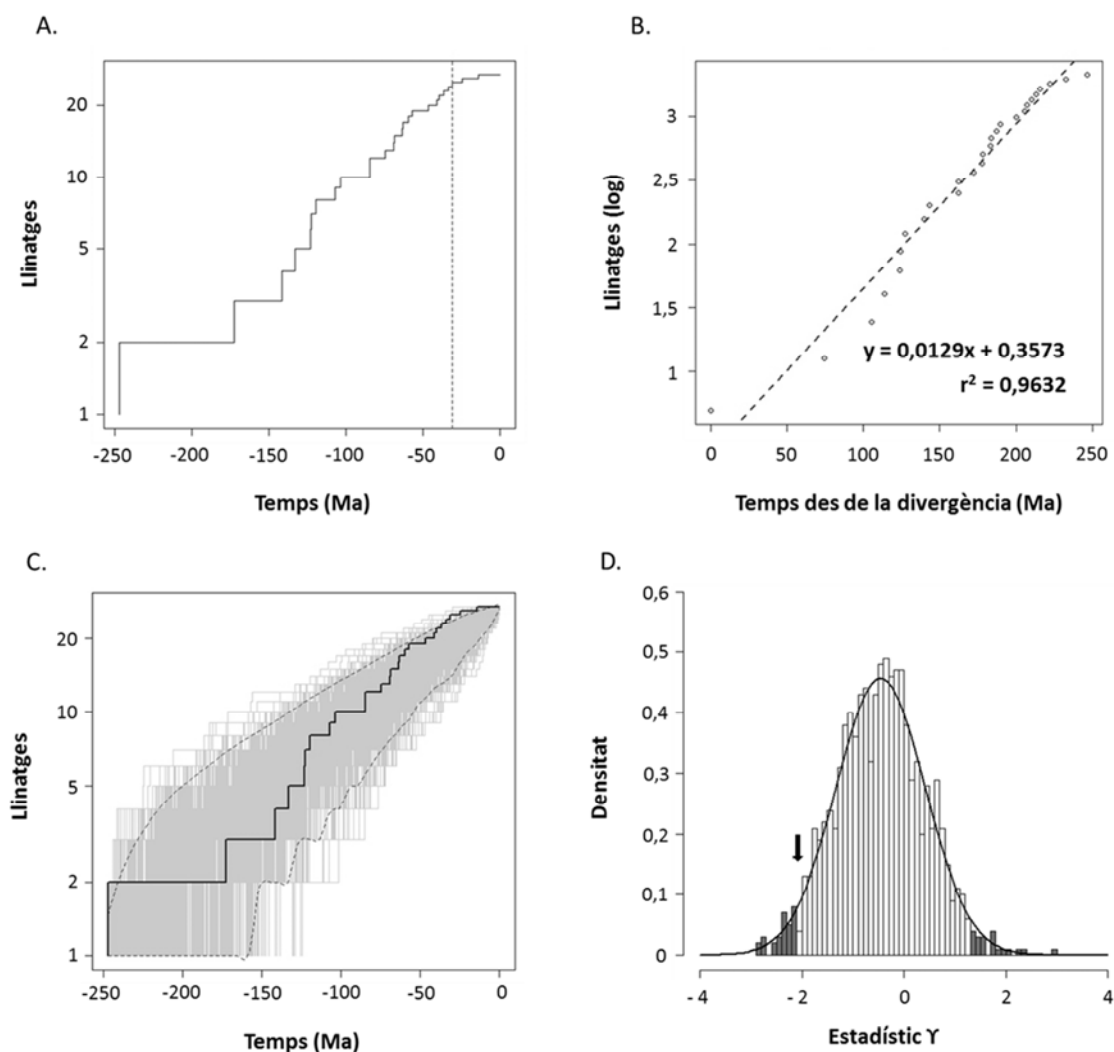 A.
Llinatges
20
10
5
2
1
-250 -200 -150 -100 -50 0
Temps (Ma)
B.
Llinatges (log)
3
2,5
2
1,5
1
y = 0,0129x + 0,3573
r² = 0,9632
0 50 100 150 200 250
Temps des de la divergència (Ma)
C.
Llinatges
20
10
5
2
1
-250 -200 -150 -100 -50 0
Temps (Ma)
D.
Densitat
0,6
0,5
0,4
0,3
0,2
0,1
0
- 4 - 2 0 2 4
Estadístic ϒ